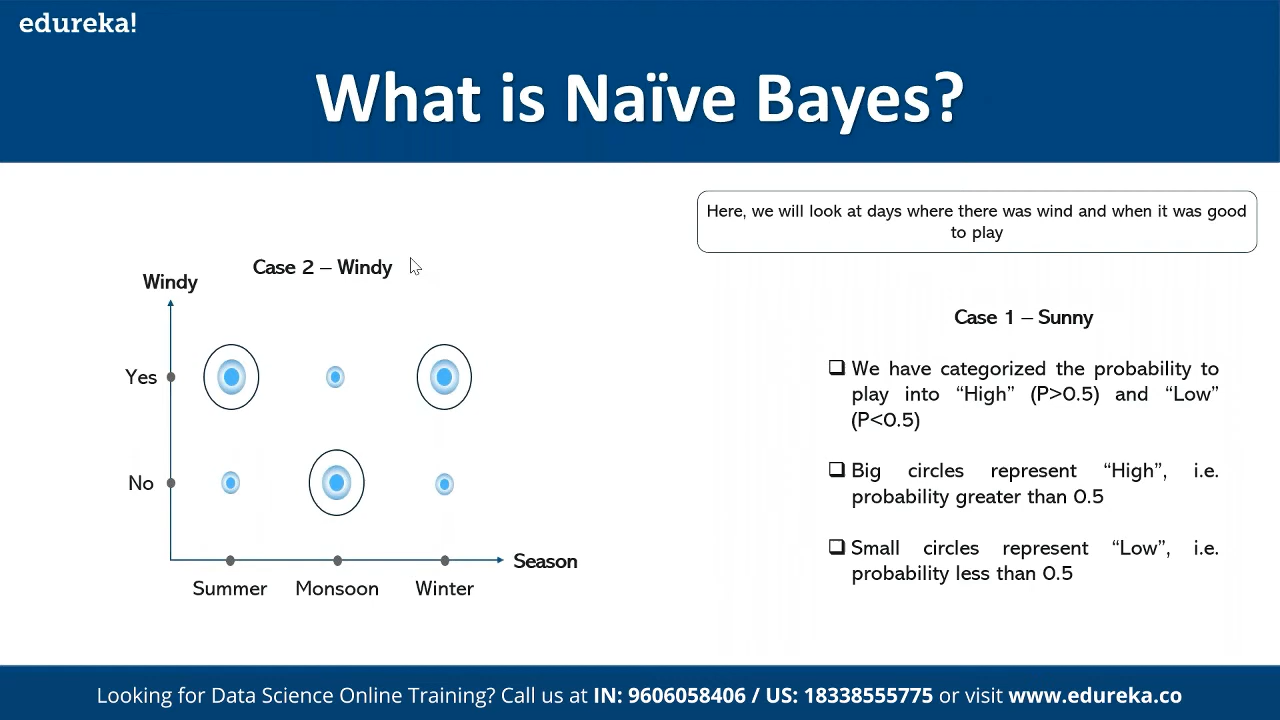 edureka!
What is Naïve Bayes?
Here, we will look at days where there was wind and when it was good
to play
Case 2 – Windy
Windy
Yes
No
Summer
Monsoon
Winter
Season
Case 1 – Sunny
❑ We have categorized the probability to
play into “High” (P>0.5) and “Low”
(P<0.5)
❑ Big circles represent “High”, i.e.
probability greater than 0.5
❑ Small circles represent “Low”, i.e.
probability less than 0.5
Looking for Data Science Online Training? Call us at IN: 9606058406 / US: 18338555775 or visit www.edureka.co